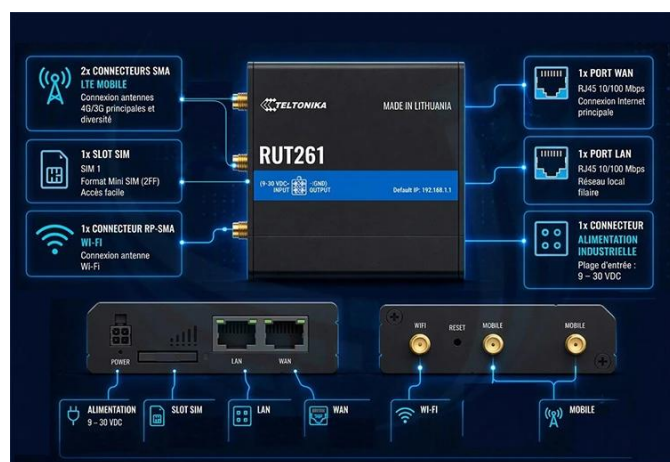 2x CONNECTEURS SMA
LTE MOBILE
Connexion antennes
4G/3G principales et
diversité
1x SLOT SIM
SIM 1
Format Mini SIM (2FF)
Accès facile
1x CONNECTEUR RP-SMA
WI-FI
Connexion antenne
Wi-Fi
TELTONIKA
MADE IN LITHUANIA
RUT261
(9-30 VDC- -(GND)
INPUT OUTPUT
Default IP: 192.168.1.1
1x PORT WAN
RJ45 10/100 Mbps
Connexion Internet
principale
1x PORT LAN
RJ45 10/100 Mbps
Réseau local
filaire
1x CONNECTEUR
ALIMENTATION
INDUSTRIELLE
Plage d'entrée :
9 – 30 VDC
POWER
LAN
WAN
WIFI
RESET
MOBILE
MOBILE
ALIMENTATION
9 – 30 VDC
SLOT SIM
LAN
WAN
WI-FI
MOBILE